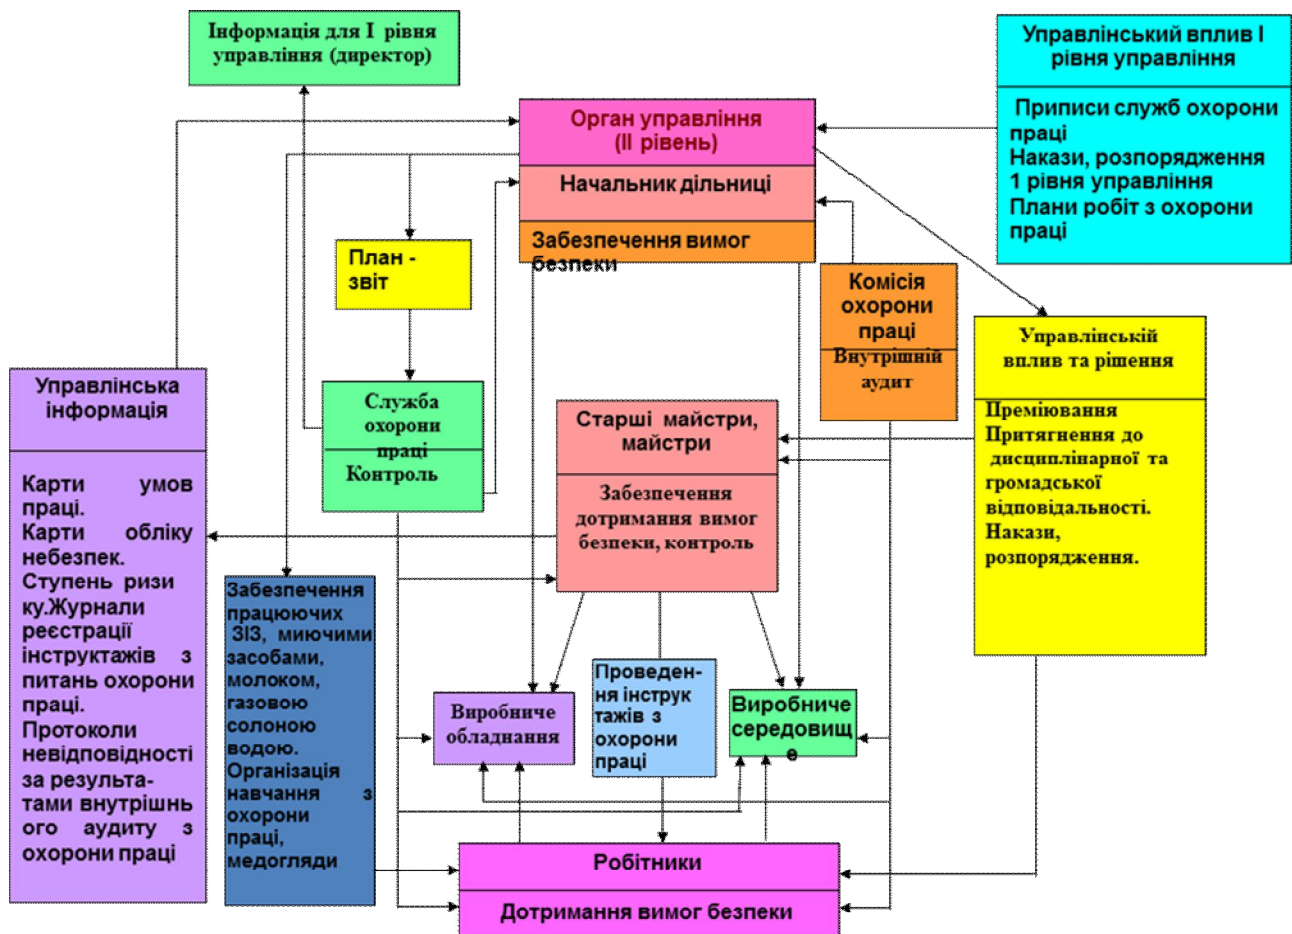 Інформація для І рівня
управління (директор)
Управлінський вплив І
рівня управління
Приписи служб охорони
праці
Накази, розпорядження
1 рівня управління
Плани робіт з охорони
праці
Орган управління
(ІІ рівень)
Начальник дільниці
Забезпечення вимог
безпеки
План -
звіт
Комісія
охорони
праці
Внутрішній
аудит
Управлінській
вплив та рішення
Преміювання
Притягнення до
дисциплінарної та
громадської
відповідальності.
Накази,
розпорядження.
Управлінська
інформація
Карти умов
праці.
Карти обліку
небезпек.
Ступень ризи
ку.Журнали
реєстрації
інструктажів з
питань охорони
праці.
Протоколи
невідповідності
за результа-
тами внутрішнь
ого аудиту з
охорони праці
Служба
охорони
праці
Контроль
Старші майстри,
майстри
Забезпечення
дотримання вимог
безпеки, контроль
Забезпечення
працюючих
ЗІЗ, миючими
засобами,
молоком,
газовою
солоною
водою.
Організація
навчання з
охорони
праці,
медогляди
Виробниче
обладнання
Проведен-
ня інструк
тажів з
охорони
праці
Виробниче
середовищ
е
Робітники
Дотримання вимог безпеки